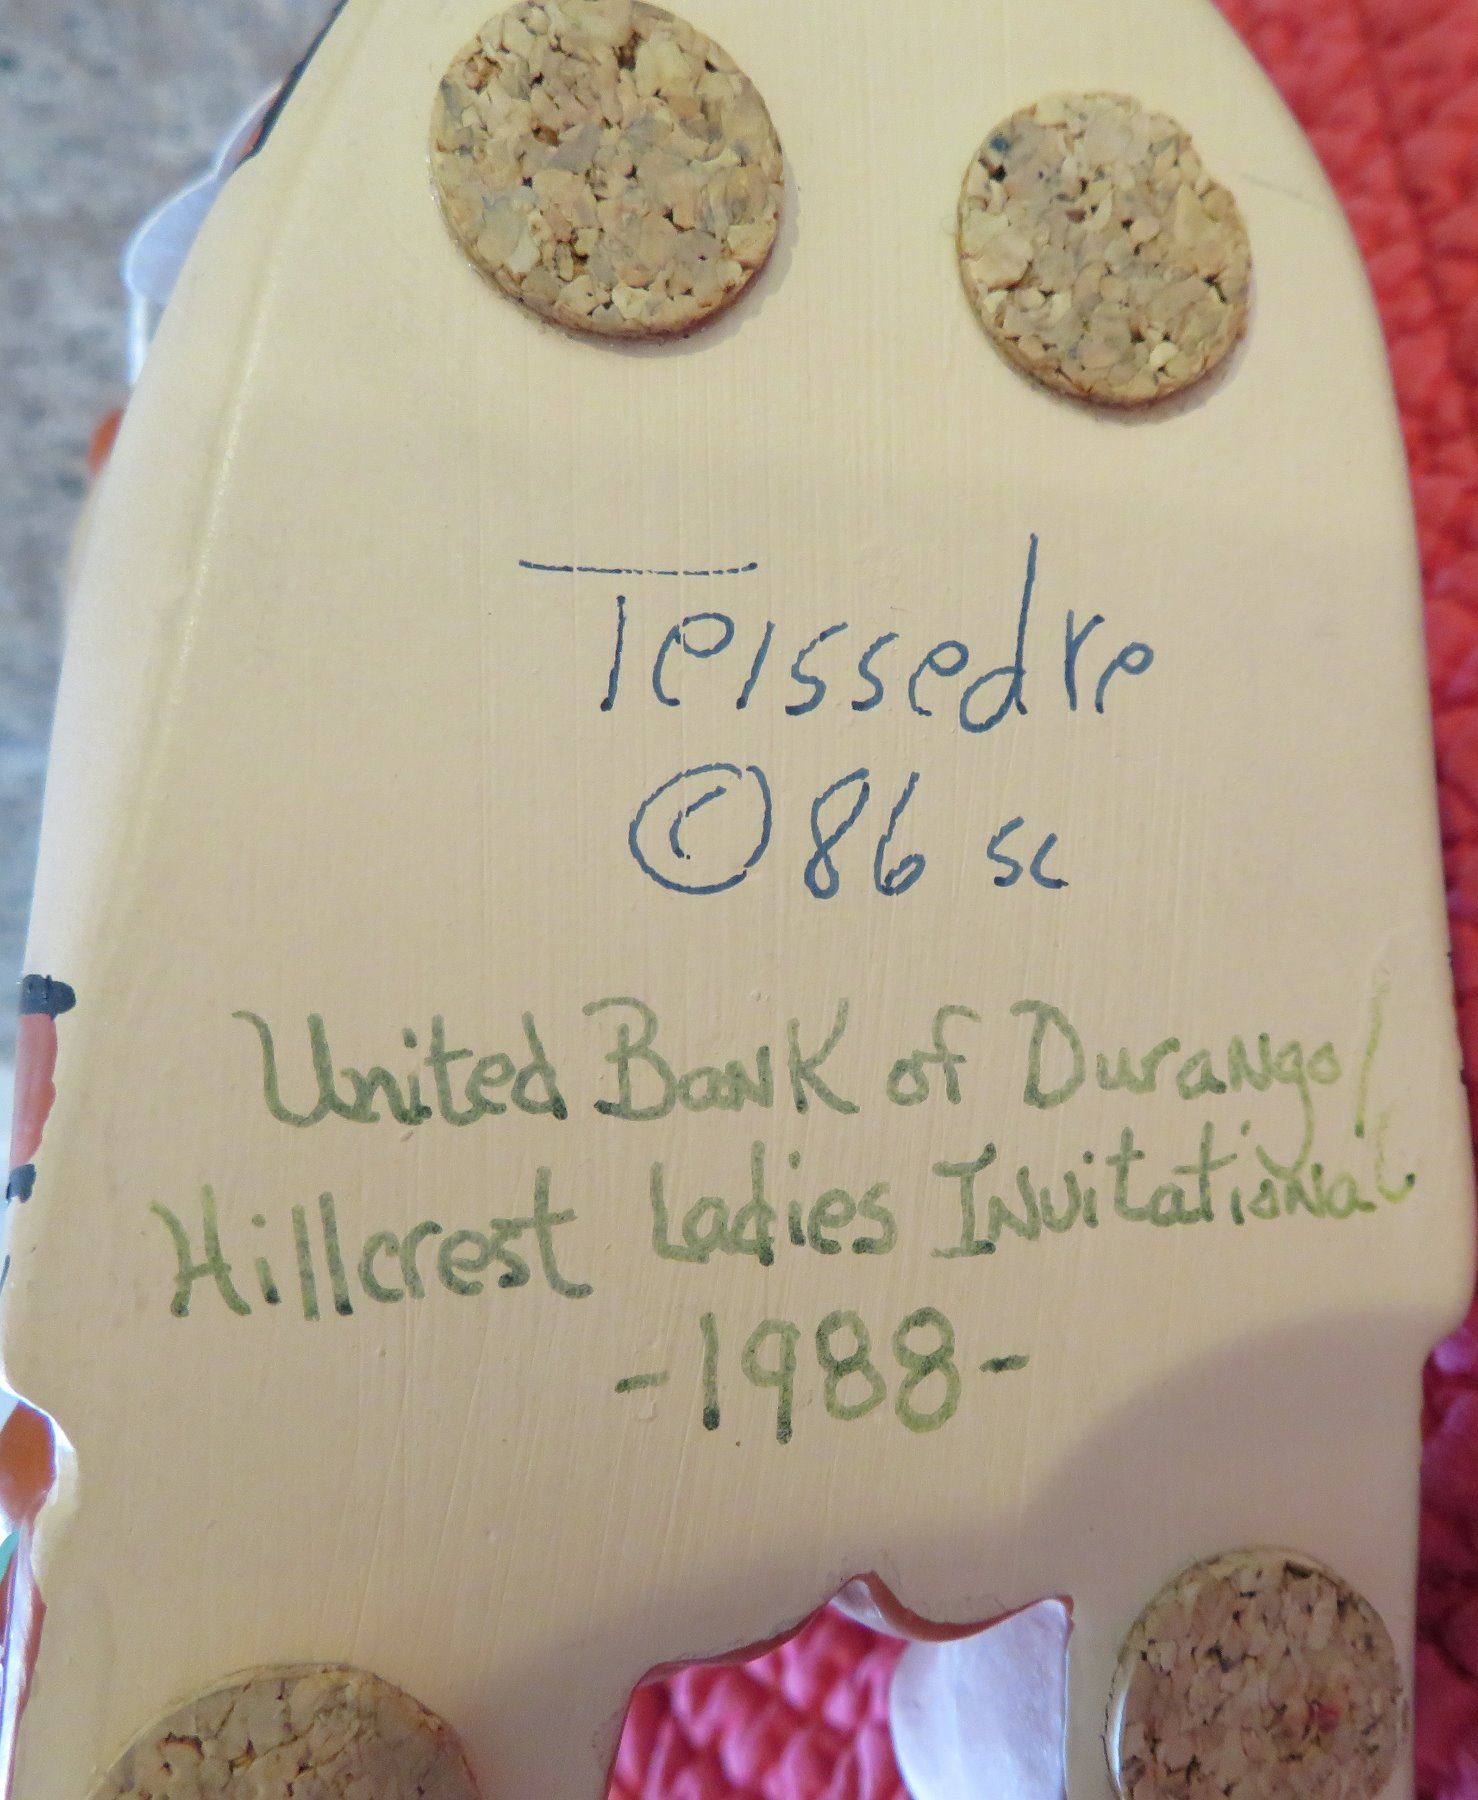 Teissedre
© 86 sc
United Bank of Durango/
Hillcrest Ladies Invitational
-1988-